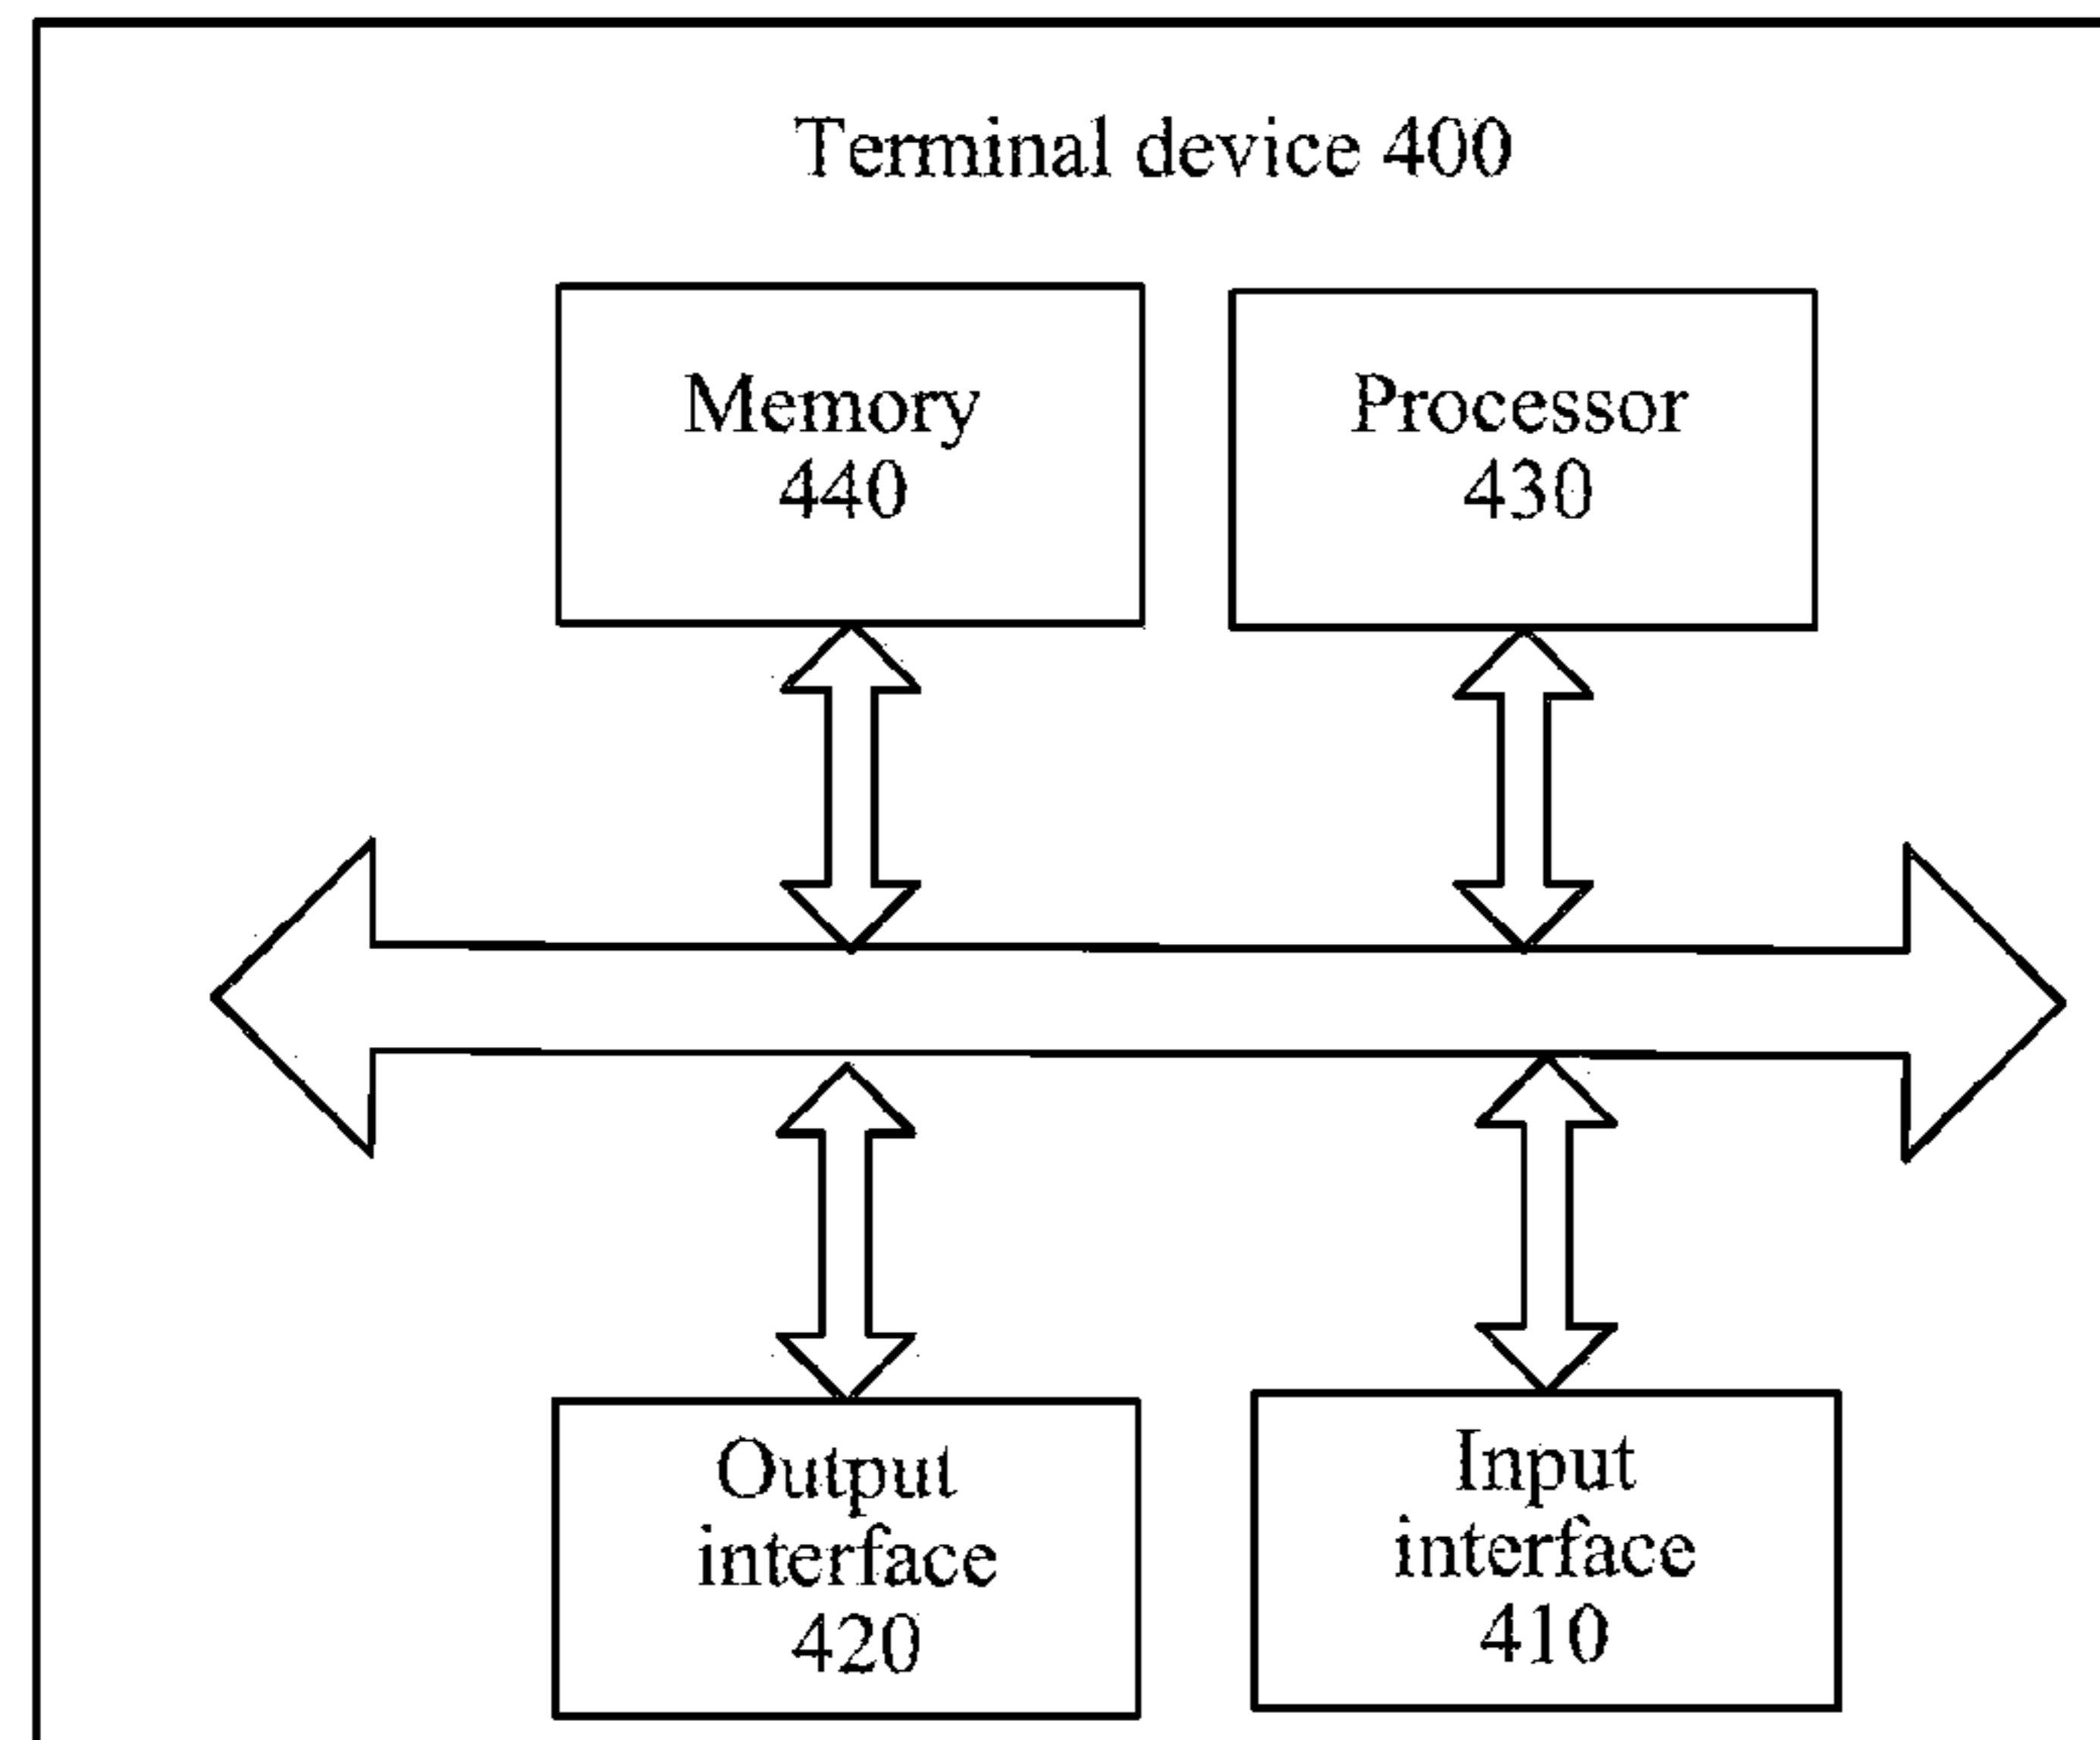 Terminal device 400
Memory
440
Processor
430
Output
interface
420
Input
interface
410